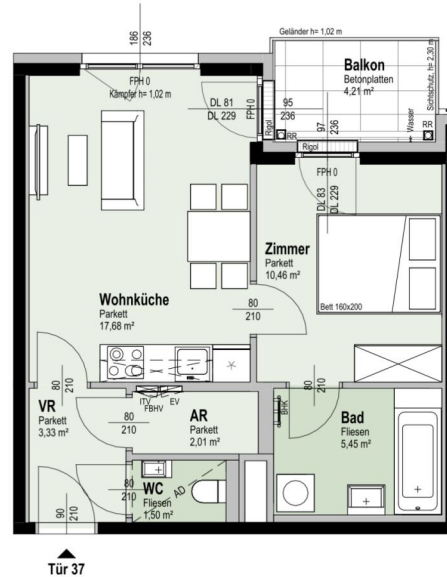 Geländer h= 1,02 m
186
236
Balkon
Betonplatten
4,21 m²
Sichtschutz, h= 2,30 m
FPH 0
Kämpfer h= 1,02 m
DL 81
DL 229
FPH 0
Rigol
95
236
97
236
Wasser
RR
RR
Rigol
FPH 0
DL 83
DL 229
Zimmer
Parkett
10,46 m²
Bett 160x200
Wohnküche
Parkett
17,68 m²
80
210
80
210
80
210
ITV
FBHV
EV
VR
Parkett
3,33 m²
80
210
AR
Parkett
2,01 m²
BHK
Bad
Fliesen
5,45 m²
80
210
WC
Fliesen
1,50 m²
AD
90
210
Tür 37